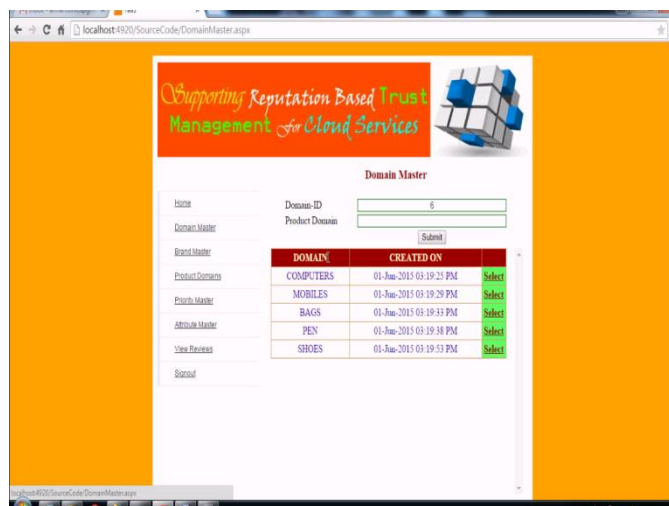 localhost:4920/SourceCode/DomainMaster.aspx
Supporting Reputation Based Trust
Management For Cloud Services
Domain Master
Home
Domain Master
Brand Master
Product Domains
Priority Master
Attribute Master
View Reviews
Signout
Domain-ID 6
Product Domain
Submit
DOMAIN CREATED ON
COMPUTERS 01-Jun-2015 03:19:25 PM Select
MOBILES 01-Jun-2015 03:19:29 PM Select
BAGS 01-Jun-2015 03:19:33 PM Select
PEN 01-Jun-2015 03:19:38 PM Select
SHOES 01-Jun-2015 03:19:53 PM Select
localhost:4920/SourceCode/DomainMaster.aspx